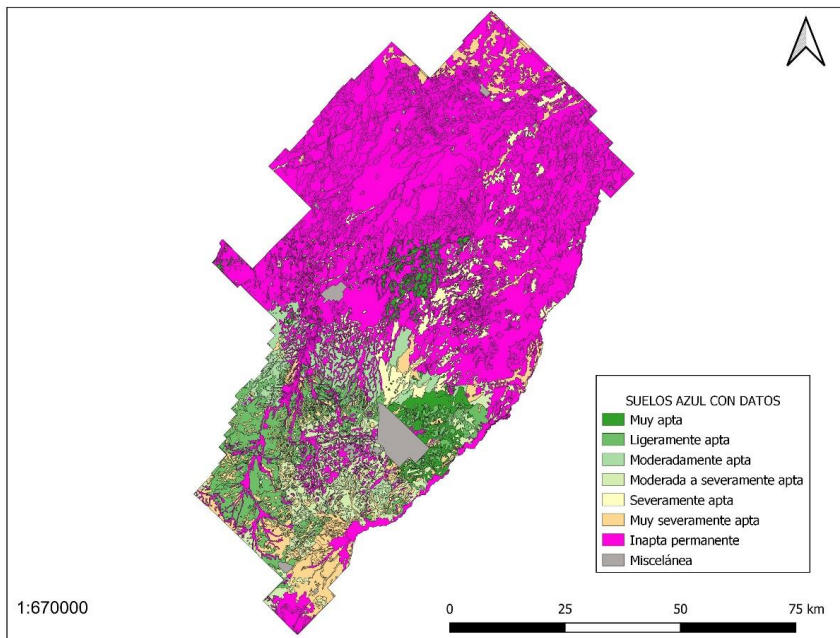 SUELOS AZUL CON DATOS
Muy apta
Ligeramente apta
Moderadamente apta
Moderada a severamente apta
Severamente apta
Muy severamente apta
Inapta permanente
Miscelánea
1:670000
0 25 50 75 km